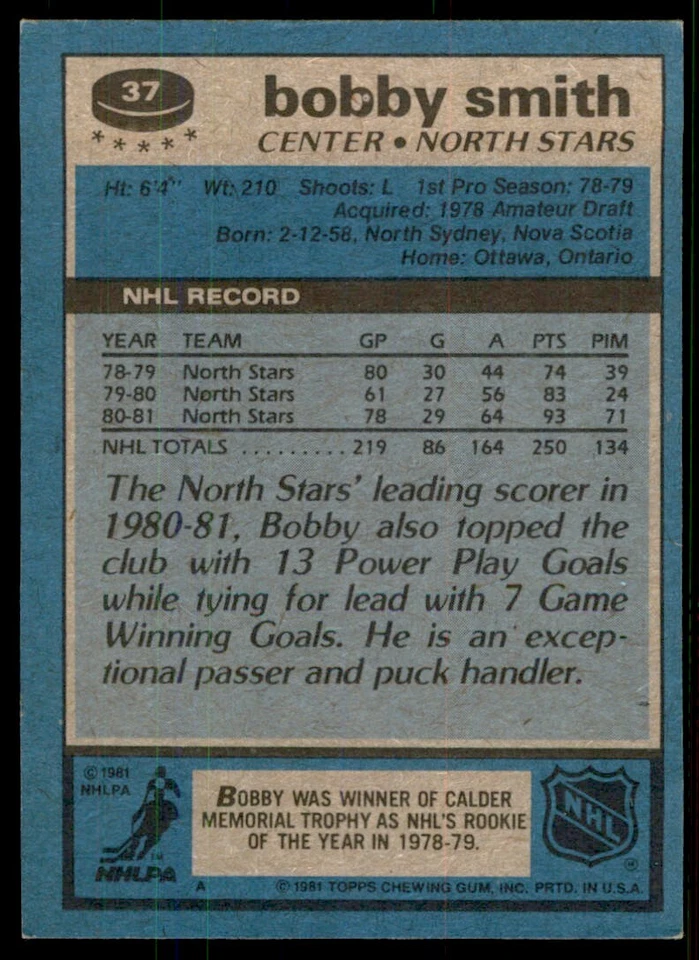 37
bobby smith
CENTER • NORTH STARS
Ht: 6'4" Wt: 210 Shoots: L 1st Pro Season: 78-79
Acquired: 1978 Amateur Draft
Born: 2-12-58, North Sydney, Nova Scotia
Home: Ottawa, Ontario
NHL RECORD
YEAR TEAM GP G A PTS PIM
78-79 North Stars 80 30 44 74 39
79-80 North Stars 61 27 56 83 24
80-81 North Stars 78 29 64 93 71
NHL TOTALS ......... 219 86 164 250 134
The North Stars' leading scorer in
1980-81, Bobby also topped the
club with 13 Power Play Goals
while tying for lead with 7 Game
Winning Goals. He is an excep-
tional passer and puck handler.
© 1981
NHLPA
NHLPA
BOBBY WAS WINNER OF CALDER
MEMORIAL TROPHY AS NHL'S ROOKIE
OF THE YEAR IN 1978-79.
NHL
A © 1981 TOPPS CHEWING GUM, INC. PRTD. IN U.S.A.